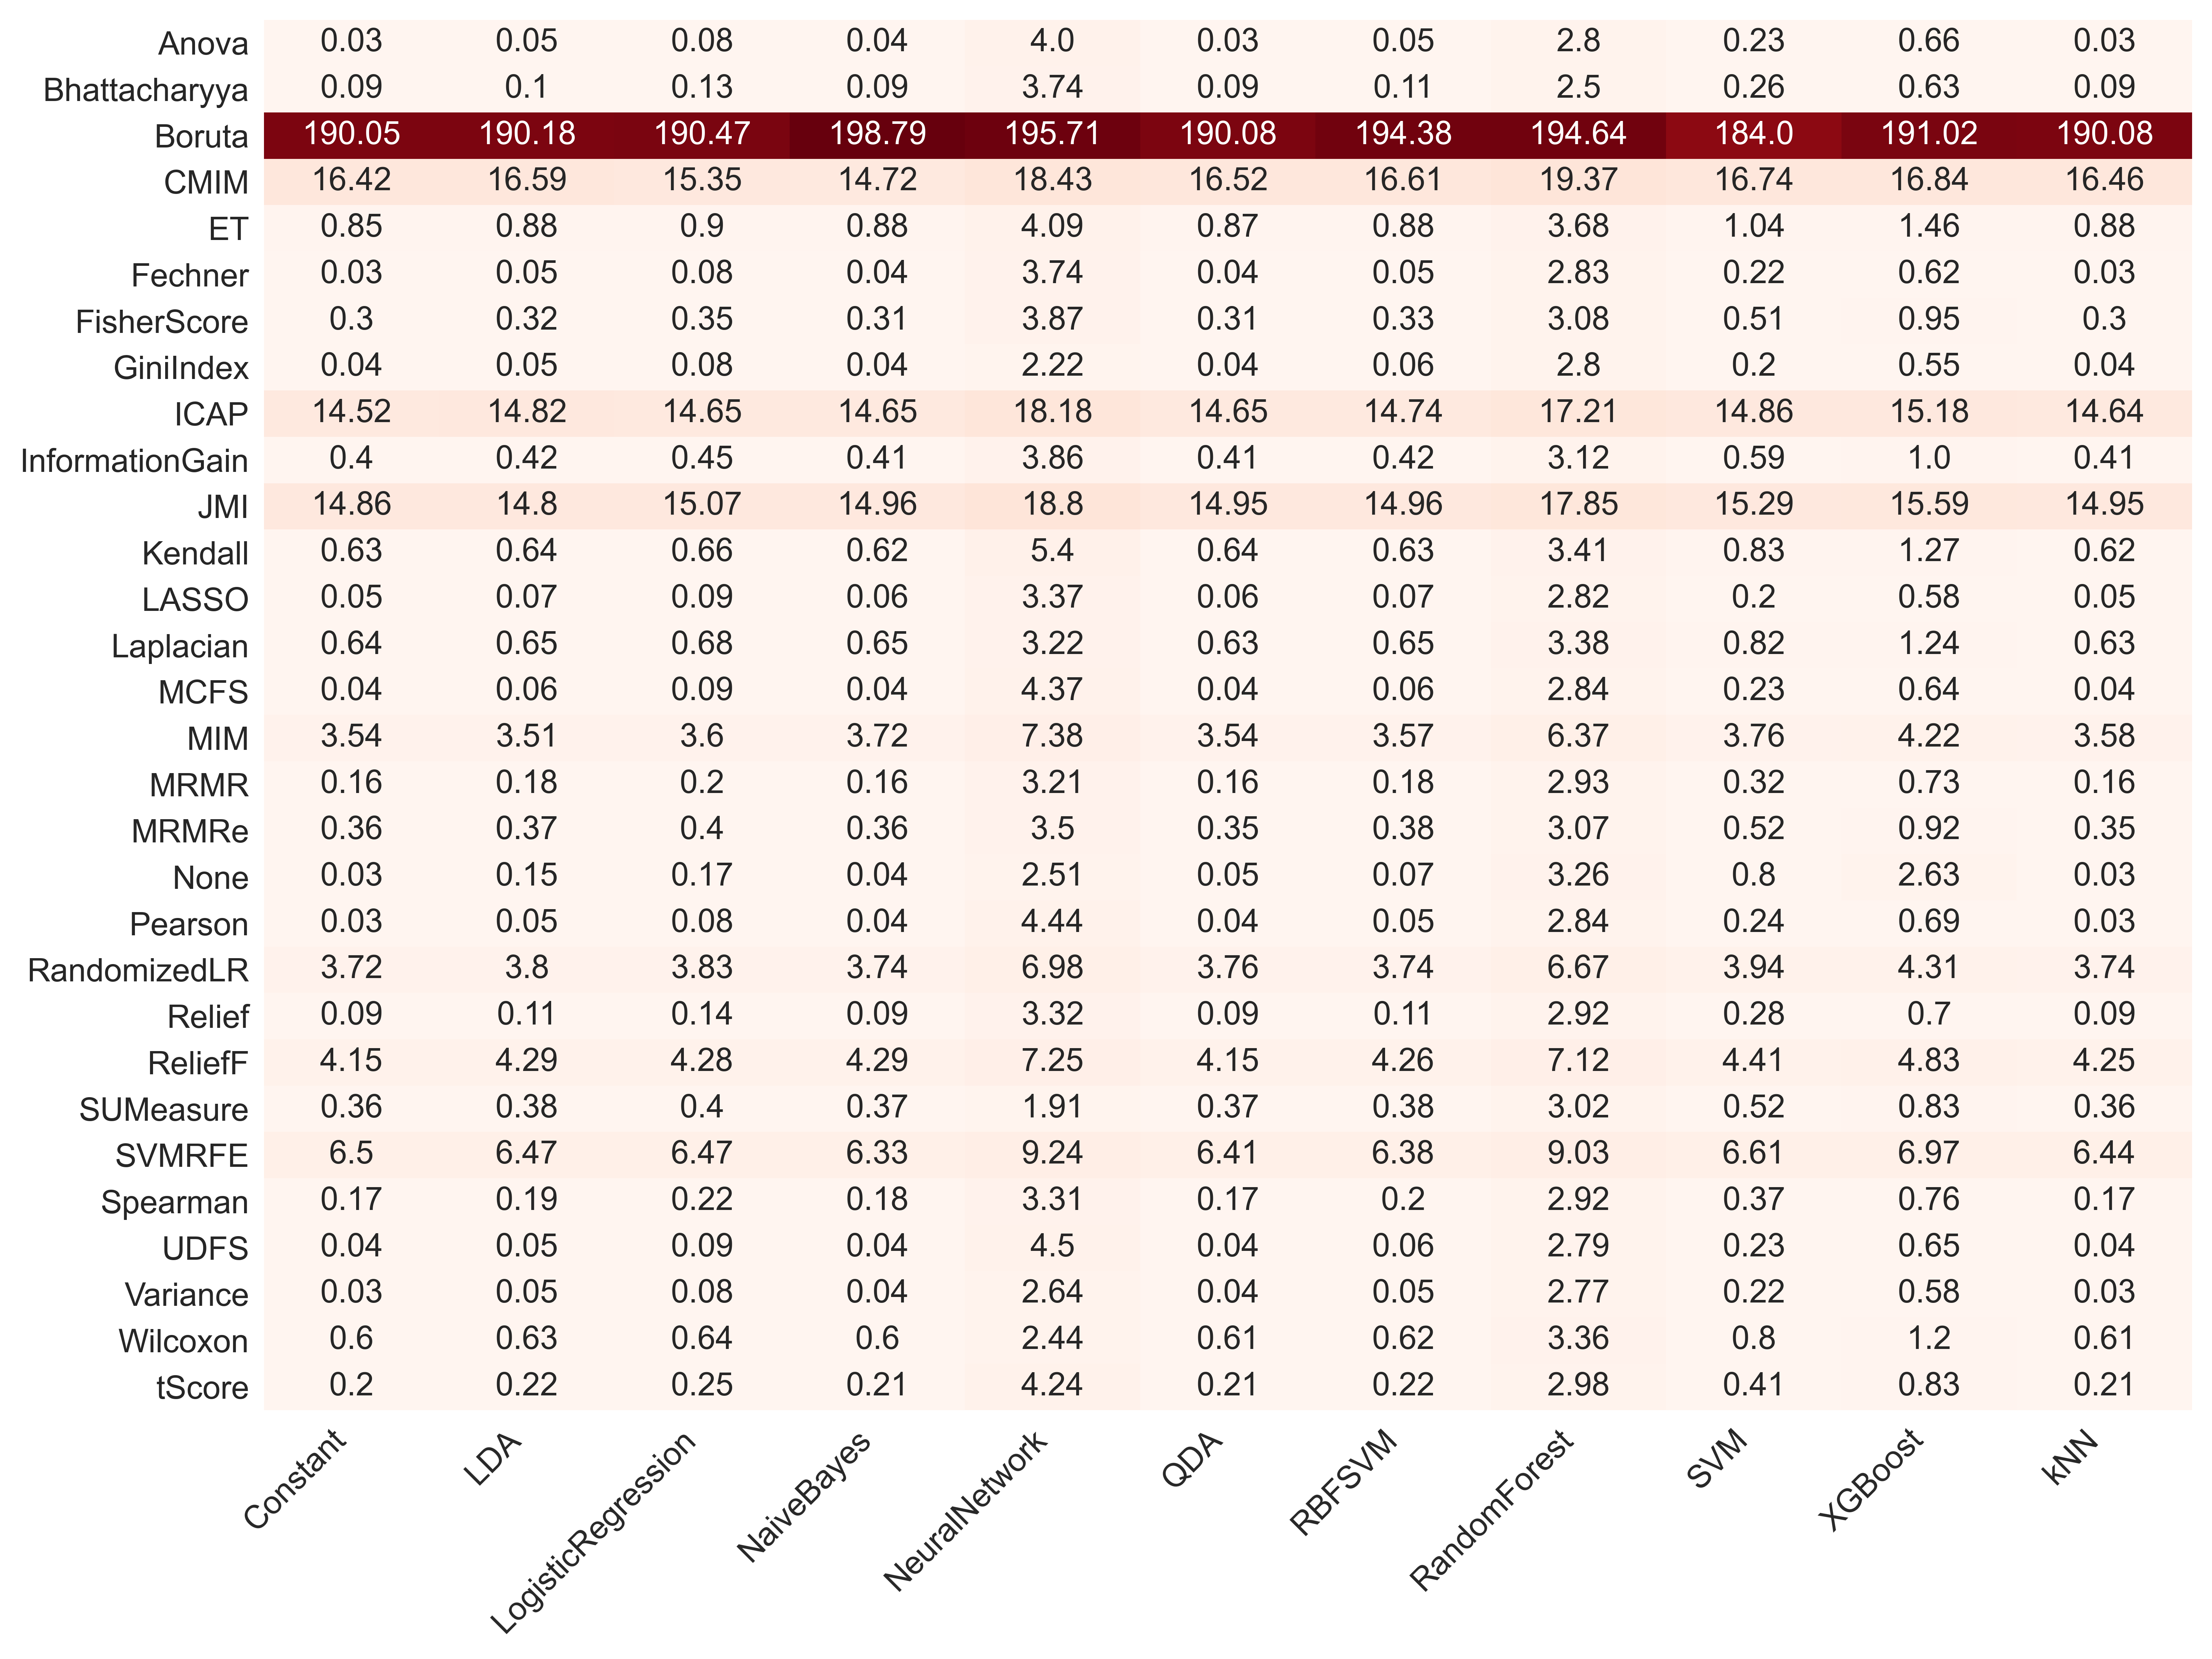 Anova 0.03 0.05 0.08 0.04 4.0 0.03 0.05 2.8 0.23 0.66 0.03
Bhattacharyya 0.09 0.1 0.13 0.09 3.74 0.09 0.11 2.5 0.26 0.63 0.09
Boruta 190.05 190.18 190.47 198.79 195.71 190.08 194.38 194.64 184.0 191.02 190.08
CMIM 16.42 16.59 15.35 14.72 18.43 16.52 16.61 19.37 16.74 16.84 16.46
ET 0.85 0.88 0.9 0.88 4.09 0.87 0.88 3.68 1.04 1.46 0.88
Fechner 0.03 0.05 0.08 0.04 3.74 0.04 0.05 2.83 0.22 0.62 0.03
FisherScore 0.3 0.32 0.35 0.31 3.87 0.31 0.33 3.08 0.51 0.95 0.3
GiniIndex 0.04 0.05 0.08 0.04 2.22 0.04 0.06 2.8 0.2 0.55 0.04
ICAP 14.52 14.82 14.65 14.65 18.18 14.65 14.74 17.21 14.86 15.18 14.64
InformationGain 0.4 0.42 0.45 0.41 3.86 0.41 0.42 3.12 0.59 1.0 0.41
JMI 14.86 14.8 15.07 14.96 18.8 14.95 14.96 17.85 15.29 15.59 14.95
Kendall 0.63 0.64 0.66 0.62 5.4 0.64 0.63 3.41 0.83 1.27 0.62
LASSO 0.05 0.07 0.09 0.06 3.37 0.06 0.07 2.82 0.2 0.58 0.05
Laplacian 0.64 0.65 0.68 0.65 3.22 0.63 0.65 3.38 0.82 1.24 0.63
MCFS 0.04 0.06 0.09 0.04 4.37 0.04 0.06 2.84 0.23 0.64 0.04
MIM 3.54 3.51 3.6 3.72 7.38 3.54 3.57 6.37 3.76 4.22 3.58
MRMR 0.16 0.18 0.2 0.16 3.21 0.16 0.18 2.93 0.32 0.73 0.16
MRMRe 0.36 0.37 0.4 0.36 3.5 0.35 0.38 3.07 0.52 0.92 0.35
None 0.03 0.15 0.17 0.04 2.51 0.05 0.07 3.26 0.8 2.63 0.03
Pearson 0.03 0.05 0.08 0.04 4.44 0.04 0.05 2.84 0.24 0.69 0.03
RandomizedLR 3.72 3.8 3.83 3.74 6.98 3.76 3.74 6.67 3.94 4.31 3.74
Relief 0.09 0.11 0.14 0.09 3.32 0.09 0.11 2.92 0.28 0.7 0.09
ReliefF 4.15 4.29 4.28 4.29 7.25 4.15 4.26 7.12 4.41 4.83 4.25
SUMeasure 0.36 0.38 0.4 0.37 1.91 0.37 0.38 3.02 0.52 0.83 0.36
SVMRFE 6.5 6.47 6.47 6.33 9.24 6.41 6.38 9.03 6.61 6.97 6.44
Spearman 0.17 0.19 0.22 0.18 3.31 0.17 0.2 2.92 0.37 0.76 0.17
UDFS 0.04 0.05 0.09 0.04 4.5 0.04 0.06 2.79 0.23 0.65 0.04
Variance 0.03 0.05 0.08 0.04 2.64 0.04 0.05 2.77 0.22 0.58 0.03
Wilcoxon 0.6 0.63 0.64 0.6 2.44 0.61 0.62 3.36 0.8 1.2 0.61
tScore 0.2 0.22 0.25 0.21 4.24 0.21 0.22 2.98 0.41 0.83 0.21
Constant LDA LogisticRegression NaiveBayes NeuralNetwork QDA RBFSVM RandomForest SVM XGBoost kNN